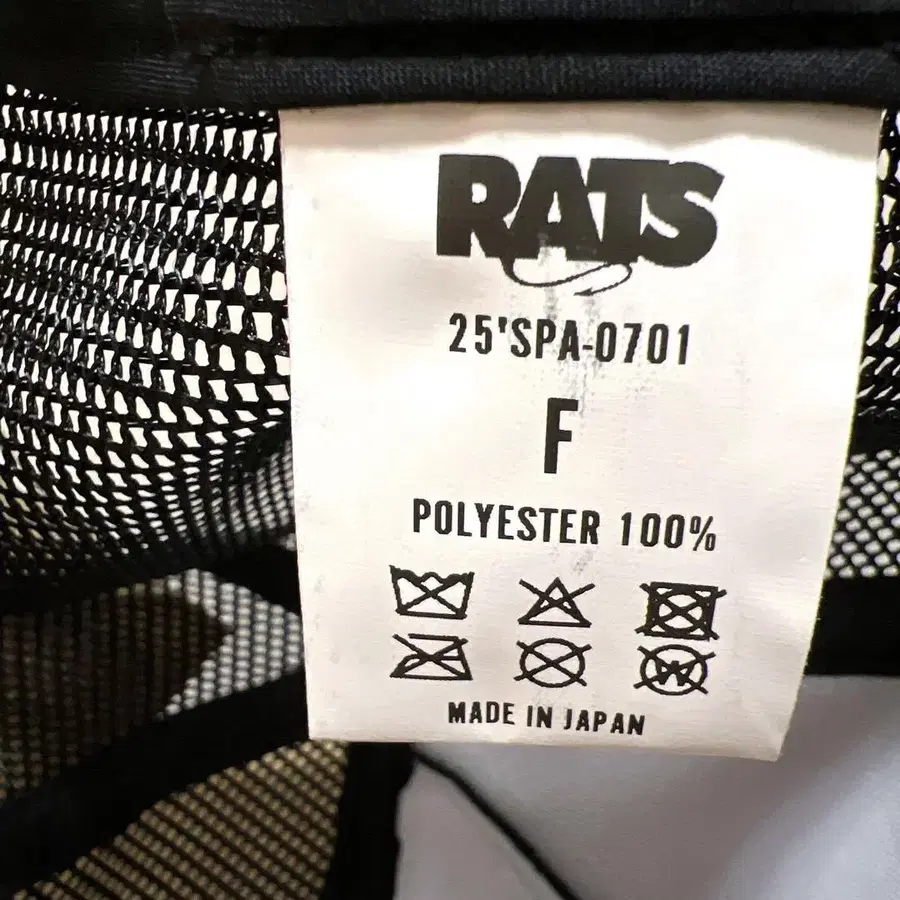 RATS
25'SPA-0701
F
POLYESTER 100%
W
MADE IN JAPAN